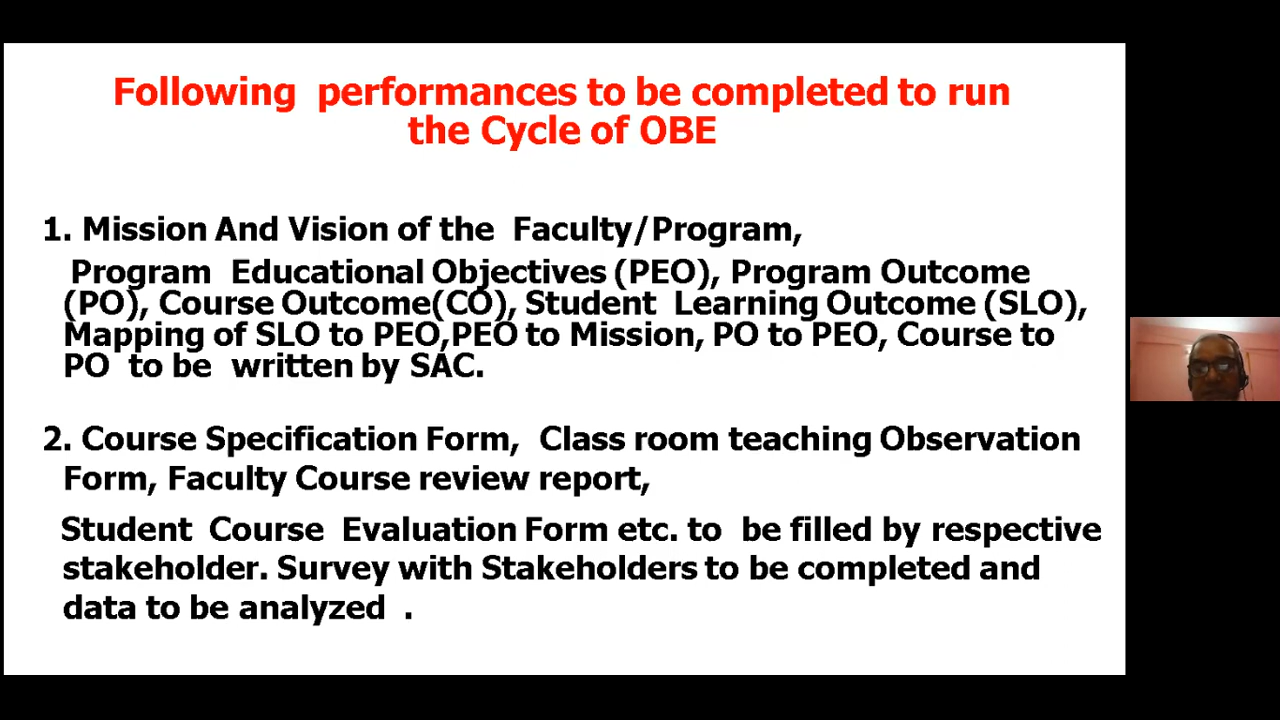 Following performances to be completed to run
the Cycle of OBE
1. Mission And Vision of the Faculty/Program,
Program Educational Objectives (PEO), Program Outcome
(PO), Course Outcome(CO), Student Learning Outcome (SLO),
Mapping of SLO to PEO,PEO to Mission, PO to PEO, Course to
PO to be written by SAC.
2. Course Specification Form, Class room teaching Observation
Form, Faculty Course review report,
Student Course Evaluation Form etc. to be filled by respective
stakeholder. Survey with Stakeholders to be completed and
data to be analyzed .